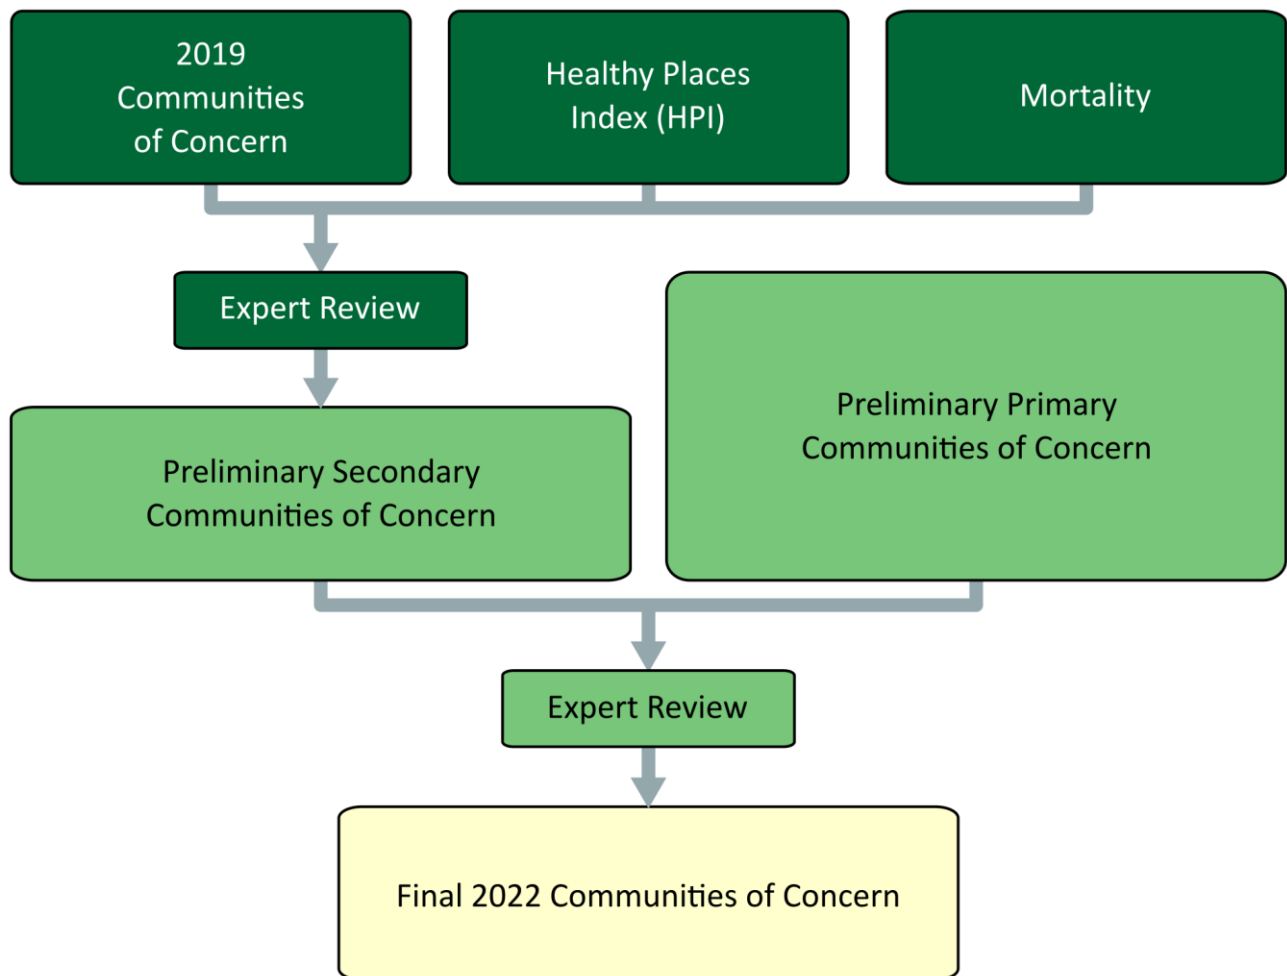 2019
Communities
of Concern
Healthy Places
Index (HPI)
Mortality
Expert Review
Preliminary Secondary
Communities of Concern
Preliminary Primary
Communities of Concern
Expert Review
Final 2022 Communities of Concern